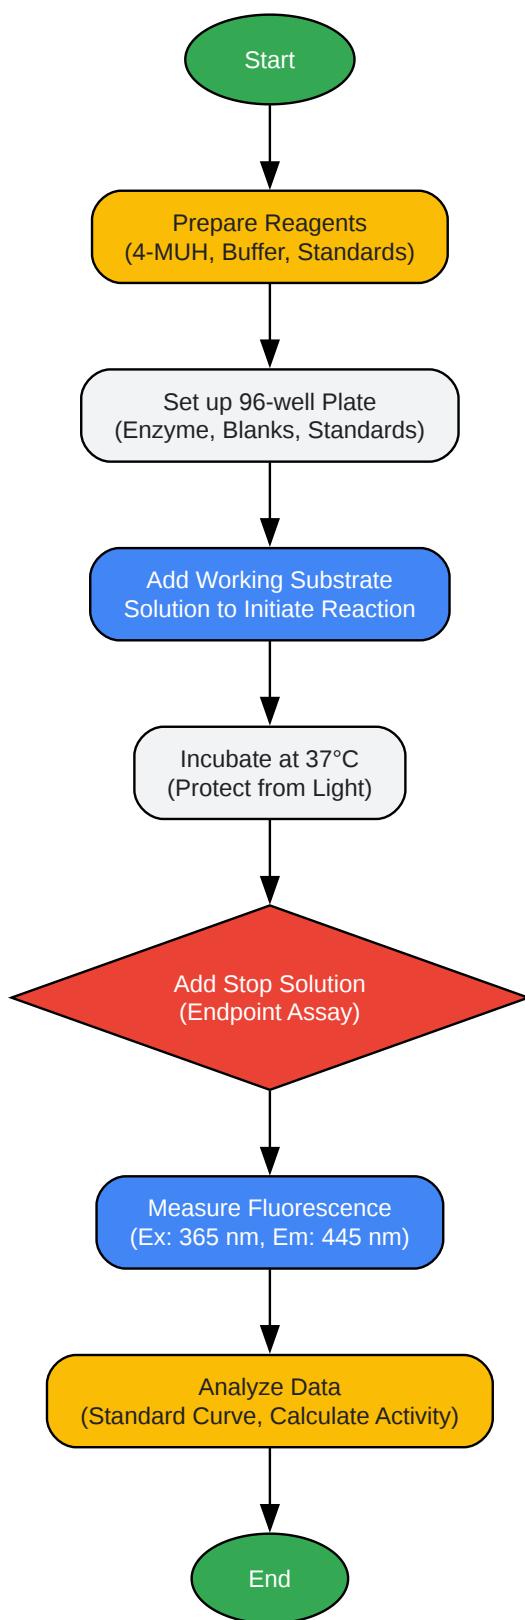 Start
Prepare Reagents
(4-MUH, Buffer, Standards)
Set up 96-well Plate
(Enzyme, Blanks, Standards)
Add Working Substrate
Solution to Initiate Reaction
Incubate at 37°C
(Protect from Light)
Add Stop Solution
(Endpoint Assay)
Measure Fluorescence
(Ex: 365 nm, Em: 445 nm)
Analyze Data
(Standard Curve, Calculate Activity)
End